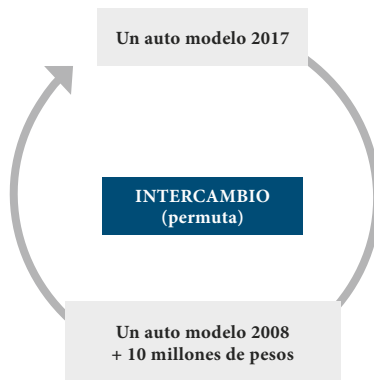 Un auto modelo 2017
INTERCAMBIO
(permuta)
Un auto modelo 2008
+ 10 millones de pesos